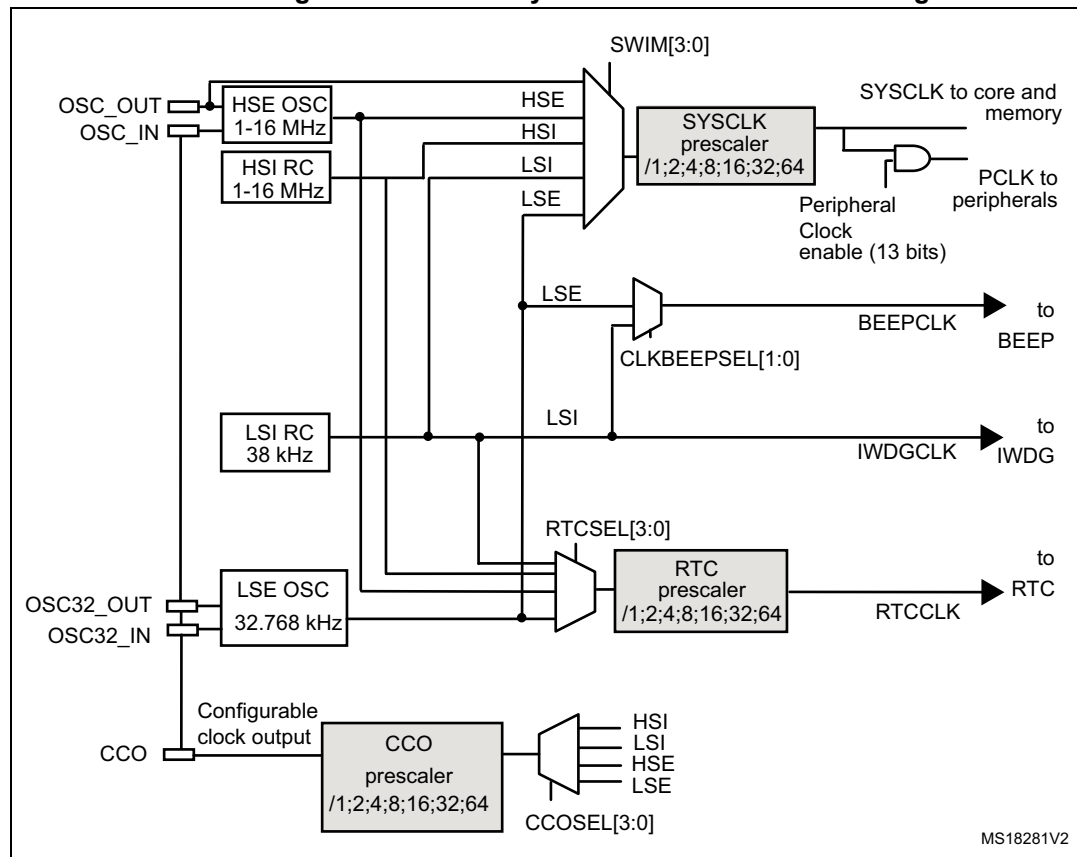 SWIM[3:0]
OSC_OUT
OSC_IN
HSE OSC
1-16 MHz
HSI RC
1-16 MHz
HSE
HSI
LSI
LSE
SYSCLK
prescaler
/1;2;4;8;16;32;64
SYSCLK to core and
memory
PCLK to
peripherals
Peripheral
Clock
enable (13 bits)
LSE
BEEPCLK
to
BEEP
CLKBEEPSEL[1:0]
LSI RC
38 kHz
LSI
IWDGCLK
to
IWDG
RTCSEL[3:0]
OSC32_OUT
OSC32_IN
LSE OSC
32.768 kHz
RTC
prescaler
/1;2;4;8;16;32;64
RTCCLK
to
RTC
Configurable
clock output
CCO
CCO
prescaler
/1;2;4;8;16;32;64
HSI
LSI
HSE
LSE
CCOSEL[3:0]
MS18281V2